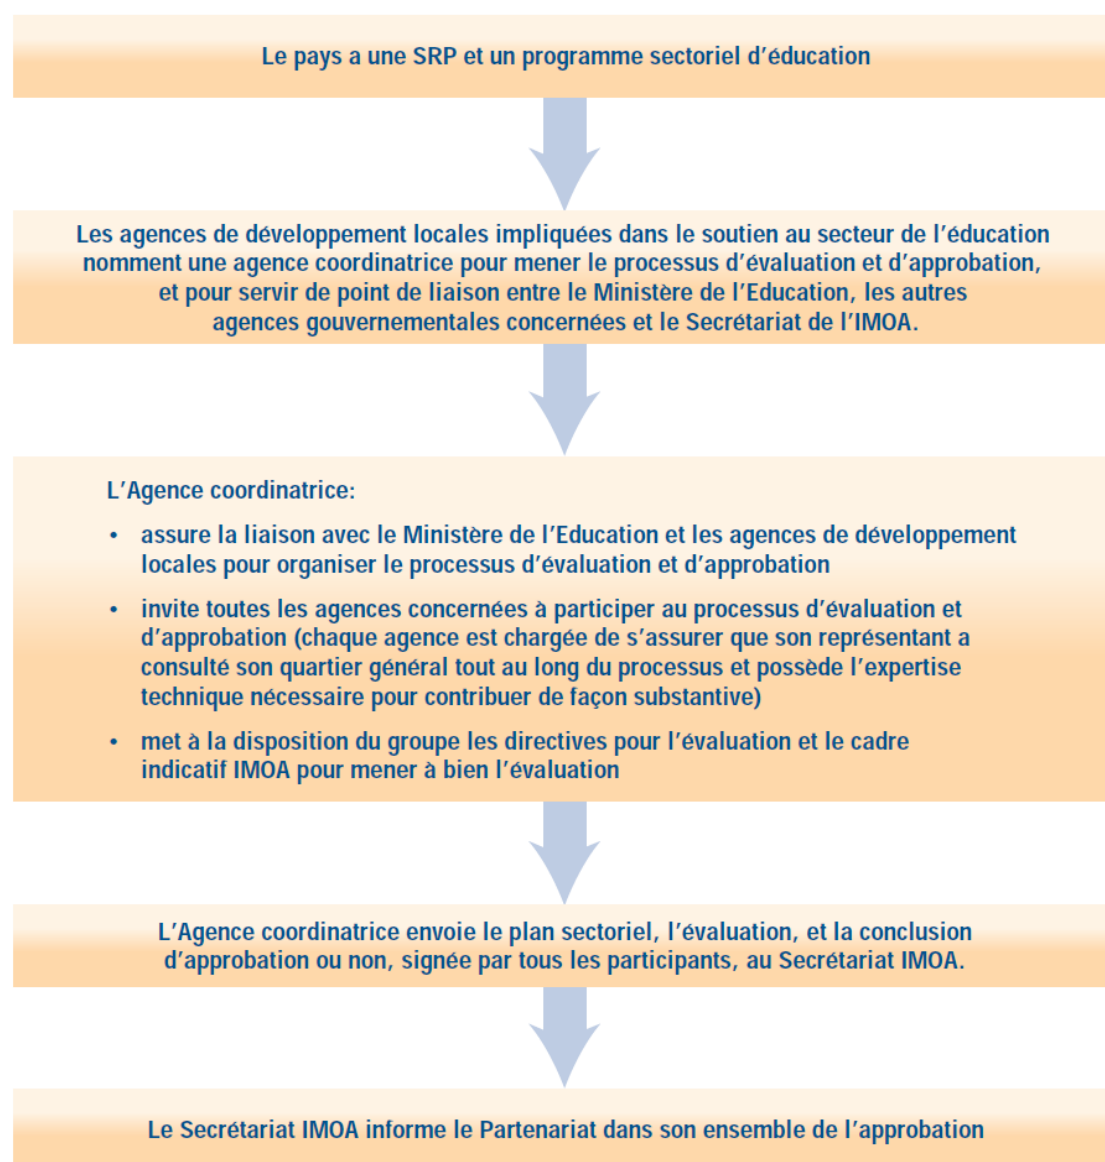 Le pays a une SRP et un programme sectoriel d’éducation
Les agences de développement locales impliquées dans le soutien au secteur de l’éducation
nomment une agence coordinatrice pour mener le processus d’évaluation et d’approbation,
et pour servir de point de liaison entre le Ministère de l’Education, les autres
agences gouvernementales concernées et le Secrétariat de l’IMOA.
L’Agence coordinatrice:
• assure la liaison avec le Ministère de l’Education et les agences de développement
locales pour organiser le processus d’évaluation et d’approbation
• invite toutes les agences concernées à participer au processus d’évaluation et
d’approbation (chaque agence est chargée de s’assurer que son représentant a
consulté son quartier général tout au long du processus et possède l’expertise
technique nécessaire pour contribuer de façon substantive)
• met à la disposition du groupe les directives pour l’évaluation et le cadre
indicatif IMOA pour mener à bien l’évaluation
L’Agence coordinatrice envoie le plan sectoriel, l’évaluation, et la conclusion
d’approbation ou non, signée par tous les participants, au Secrétariat IMOA.
Le Secrétariat IMOA informe le Partenariat dans son ensemble de l’approbation